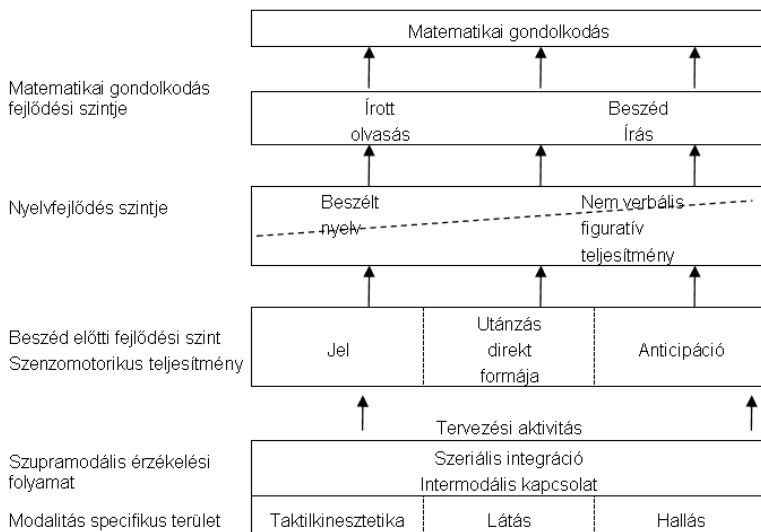 Matematikai gondolkodás
Matematikai gondolkodás
fejlődési szintje
Írott
olvasás
Beszéd
Írás
Nyelvfejlődés szintje
Beszélt
nyelv
Nem verbális
figuratív
teljesítmény
Beszéd előtti fejlődési szint
Szenzomotorikus teljesítmény
Jel
Utánzás
direkt
formája
Anticipáció
Tervezési aktivitás
Szupramodális érzékelési
folyamat
Szeriális integráció
Intermodális kapcsolat
Modalitás specifikus terület
Taktilkinesztetika
Látás
Hallás